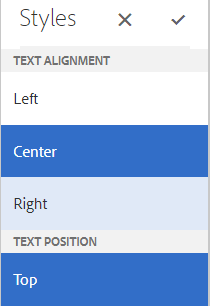 Styles
TEXT ALIGNMENT
Left
Center
Right
TEXT POSITION
Top